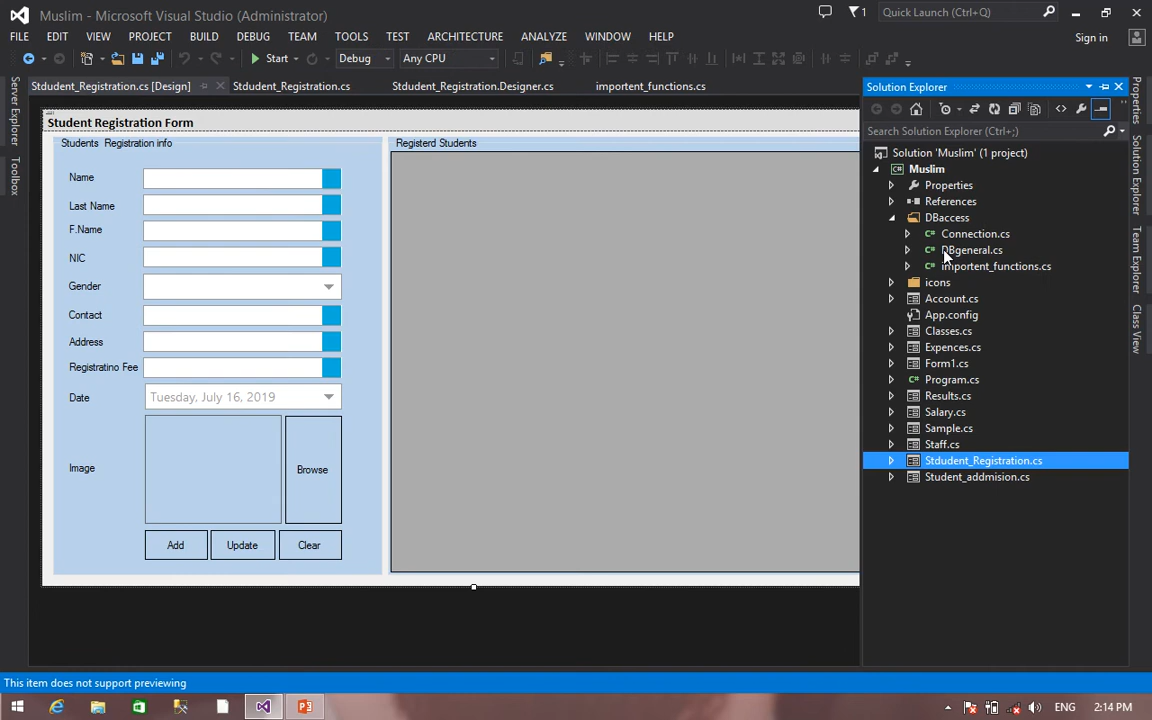 Muslim - Microsoft Visual Studio (Administrator)
1
Quick Launch (Ctrl+Q)
FILE EDIT VIEW PROJECT BUILD DEBUG TEAM TOOLS TEST ARCHITECTURE ANALYZE WINDOW HELP
Sign in
Start Debug Any CPU
Stdudent_Registration.cs [Design] Student_Registration.cs Stdudent_Registration.Designer.cs importent_functions.cs
Server Explorer
Toolbox
Student Registration Form
Students Registration info
Name
Last Name
F.Name
NIC
Gender
Contact
Address
Registratino Fee
Date Tuesday, July 16, 2019
Image
Browse
Add Update Clear
Registerd Students
Solution Explorer
Search Solution Explorer (Ctrl+;)
Solution 'Muslim' (1 project)
Muslim
Properties
References
DBaccess
Connection.cs
DBgeneral.cs
importent_functions.cs
icons
Account.cs
App.config
Classes.cs
Expences.cs
Form1.cs
Program.cs
Results.cs
Salary.cs
Sample.cs
Staff.cs
Stdudent_Registration.cs
Student_addmision.cs
Properties
Solution Explorer
Team Explorer
Class View
This item does not support previewing
ENG 2:14 PM